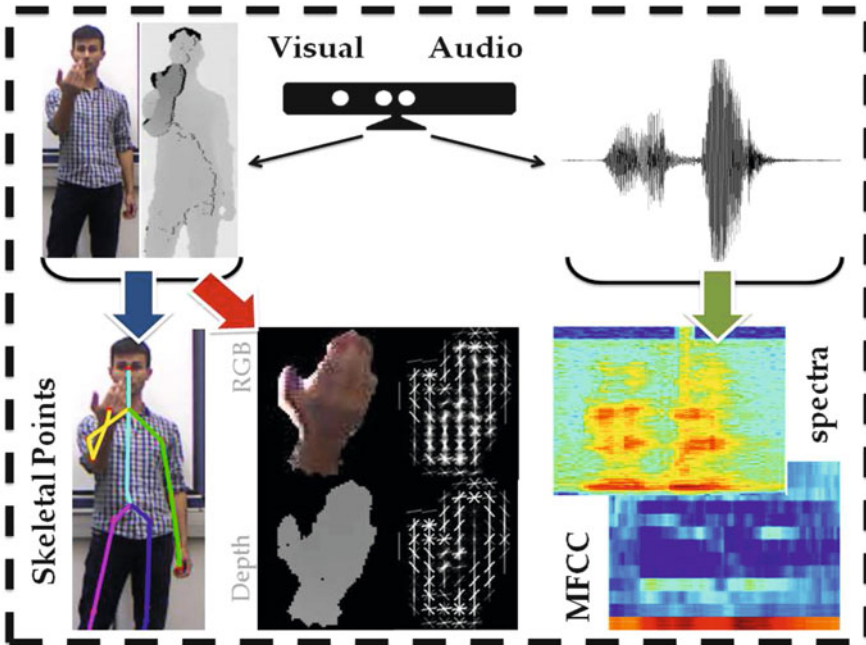 Visual Audio
Skeletal Points
RGB
Depth
spectra
MFCC